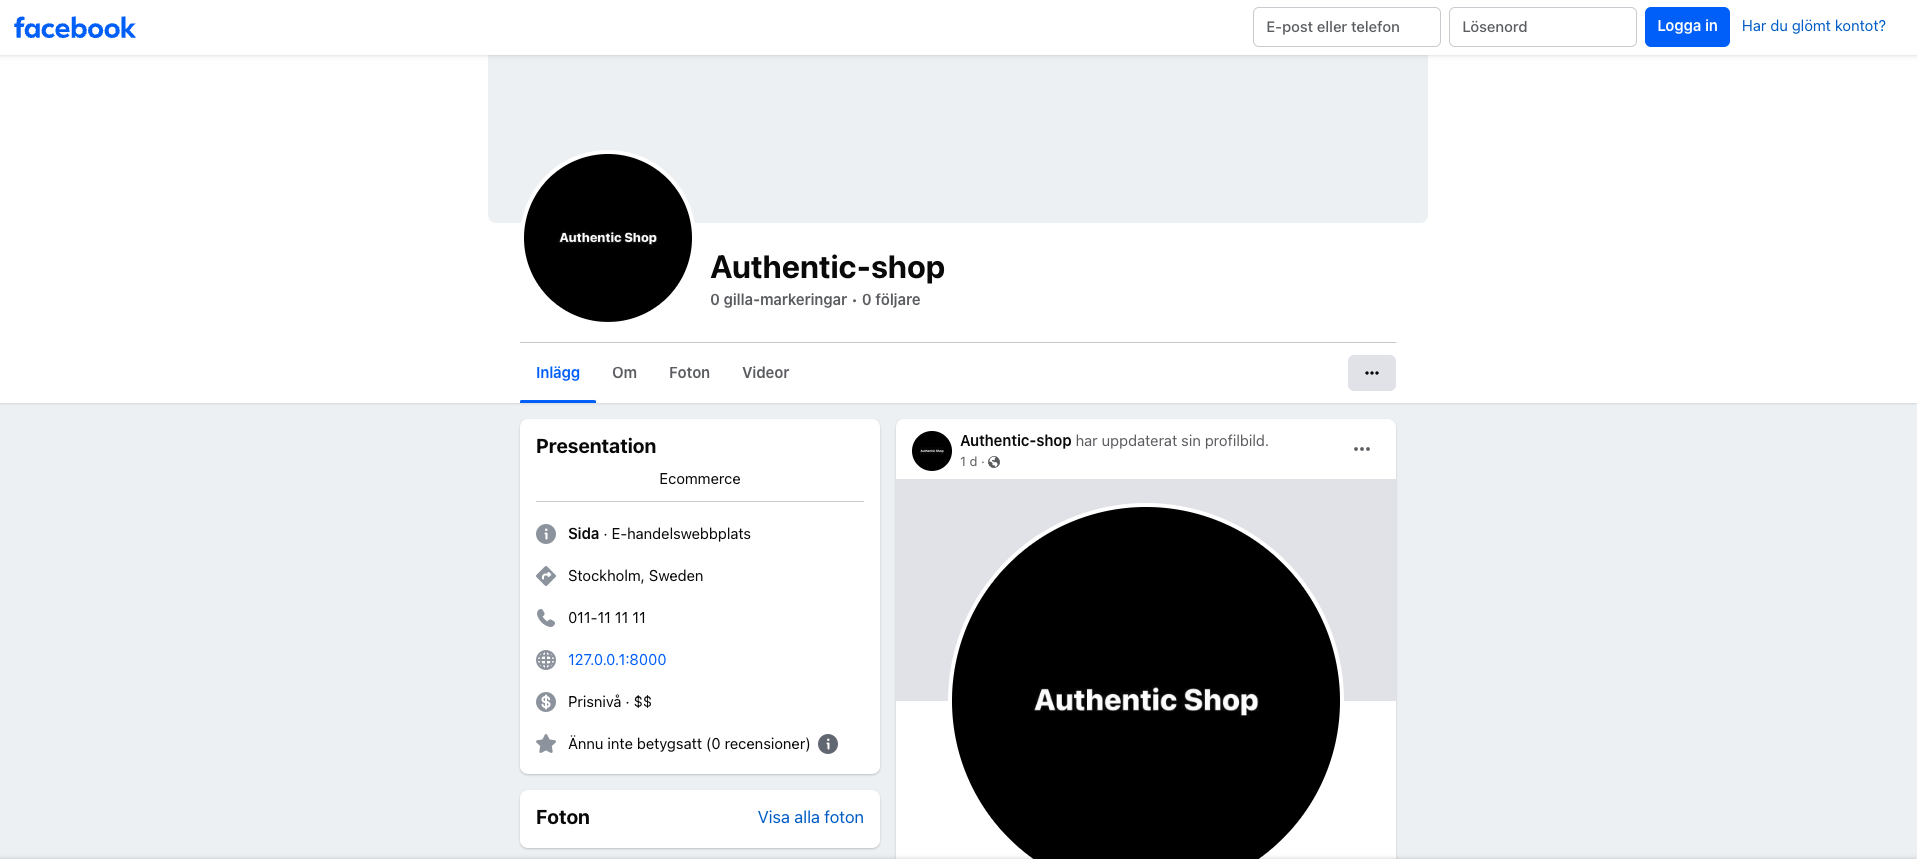 facebook
E-post eller telefon
Lösenord
Logga in
Har du glömt kontot?
Authentic Shop
Authentic-shop
0 gilla-markeringar · 0 följare
Inlägg
Om
Foton
Videor
Presentation
Ecommerce
Sida · E-handelswebbplats
Stockholm, Sweden
011-11 11 11
127.0.0.1:8000
Prisnivå · $$
Ännu inte betygsatt (0 recensioner)
Foton
Visa alla foton
Authentic Shop
Authentic-shop har uppdaterat sin profilbild.
1 d ·
Authentic Shop